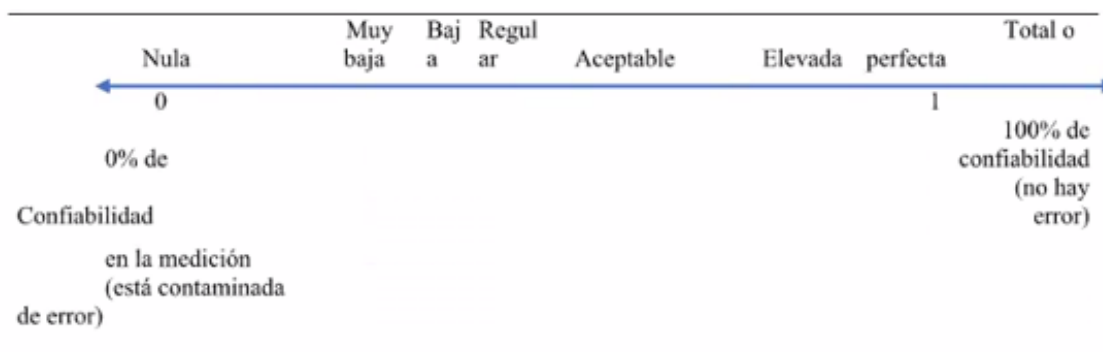 Muy Baj Regul Total o
Nula baja a ar Aceptable Elevada perfecta
0 1
100% de
0% de confiabilidad
(no hay
Confiabilidad error)
en la medición
(está contaminada
de error)